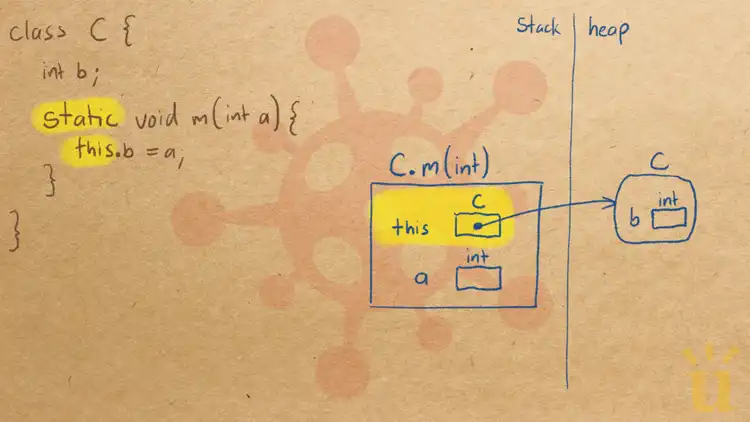 class C {
int b;
static void m(int a) {
this.b = a;
}
}
Stack heap
C.m(int)
C
this
int
a
C
int
b
u